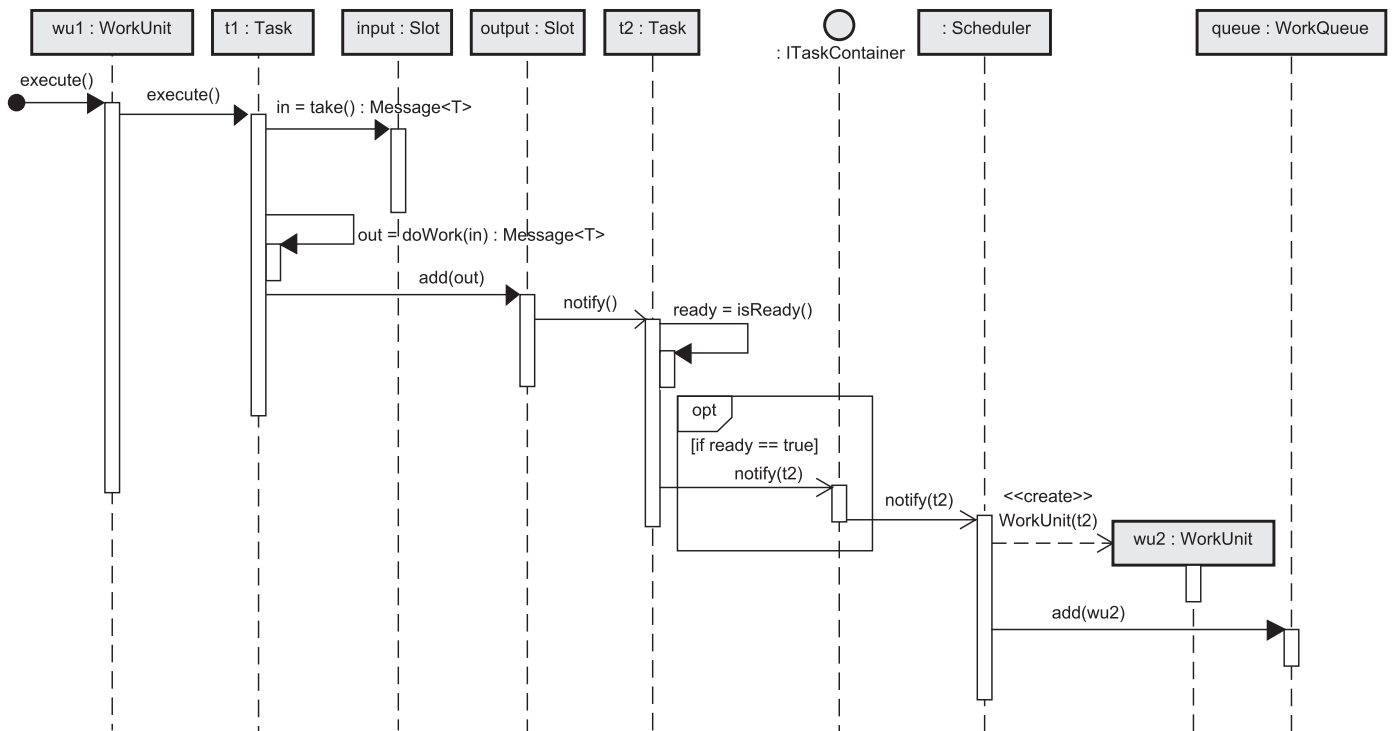 wu1 : WorkUnit
t1 : Task
input : Slot
output : Slot
t2 : Task
: ITaskContainer
: Scheduler
queue : WorkQueue
execute()
execute()
in = take() : Message<T>
out = doWork(in) : Message<T>
add(out)
notify()
ready = isReady()
opt
[if ready == true]
notify(t2)
notify(t2)
<<create>>
WorkUnit(t2)
wu2 : WorkUnit
add(wu2)